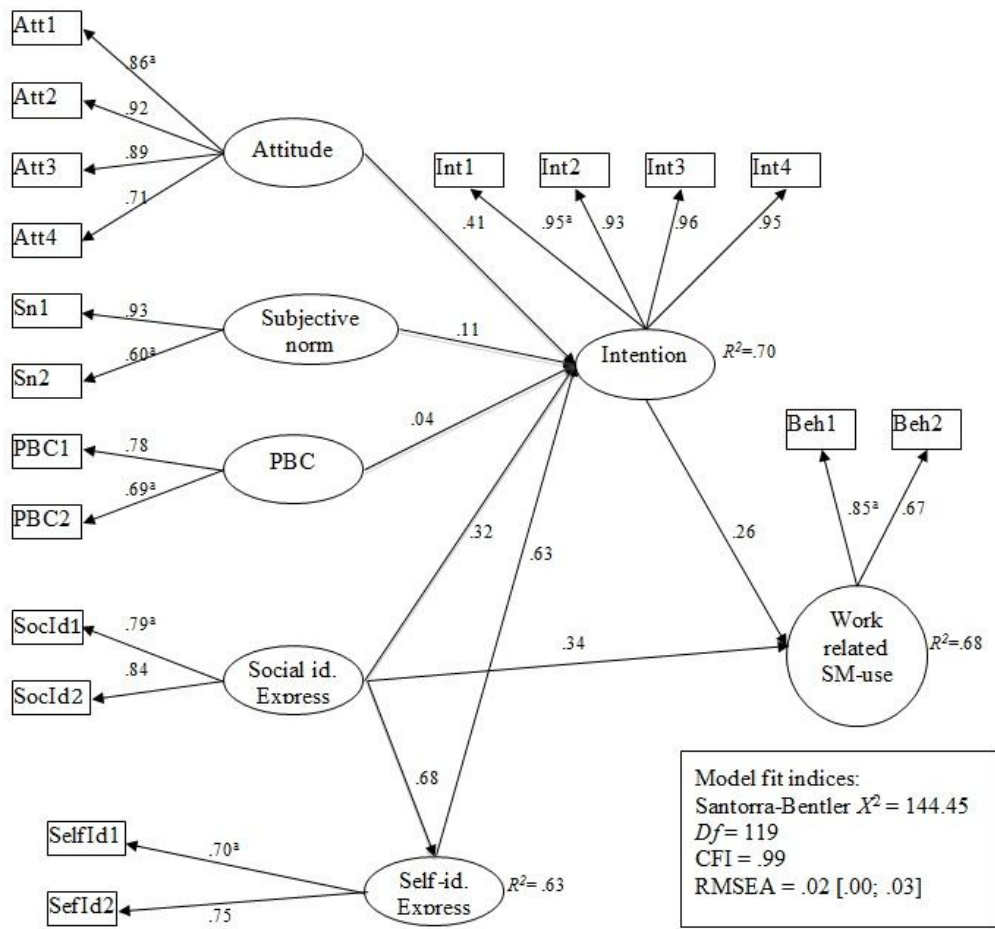 Att1
.86ª
Att2
.92
Att3
.89
.71
Att4
Attitude
Int1
Int2
Int3
Int4
.41
.95ª
.93
.96
.95
Sn1
.93
.60ª
Sn2
Subjective
norm
.11
Intention
R²=.70
PBC1
.78
.69ª
PBC2
PBC
.04
Beh1
Beh2
.85ª
.67
.32
.63
.26
SocId1
.79ª
.84
SocId2
Social id.
Express
.34
Work
related
SM-use
R²=.68
.68
SelfId1
.70ª
SefId2
.75
Self-id.
Express
R²= .63
Model fit indices:
Santorra-Bentler X² = 144.45
Df = 119
CFI = .99
RMSEA = .02 [.00; .03]